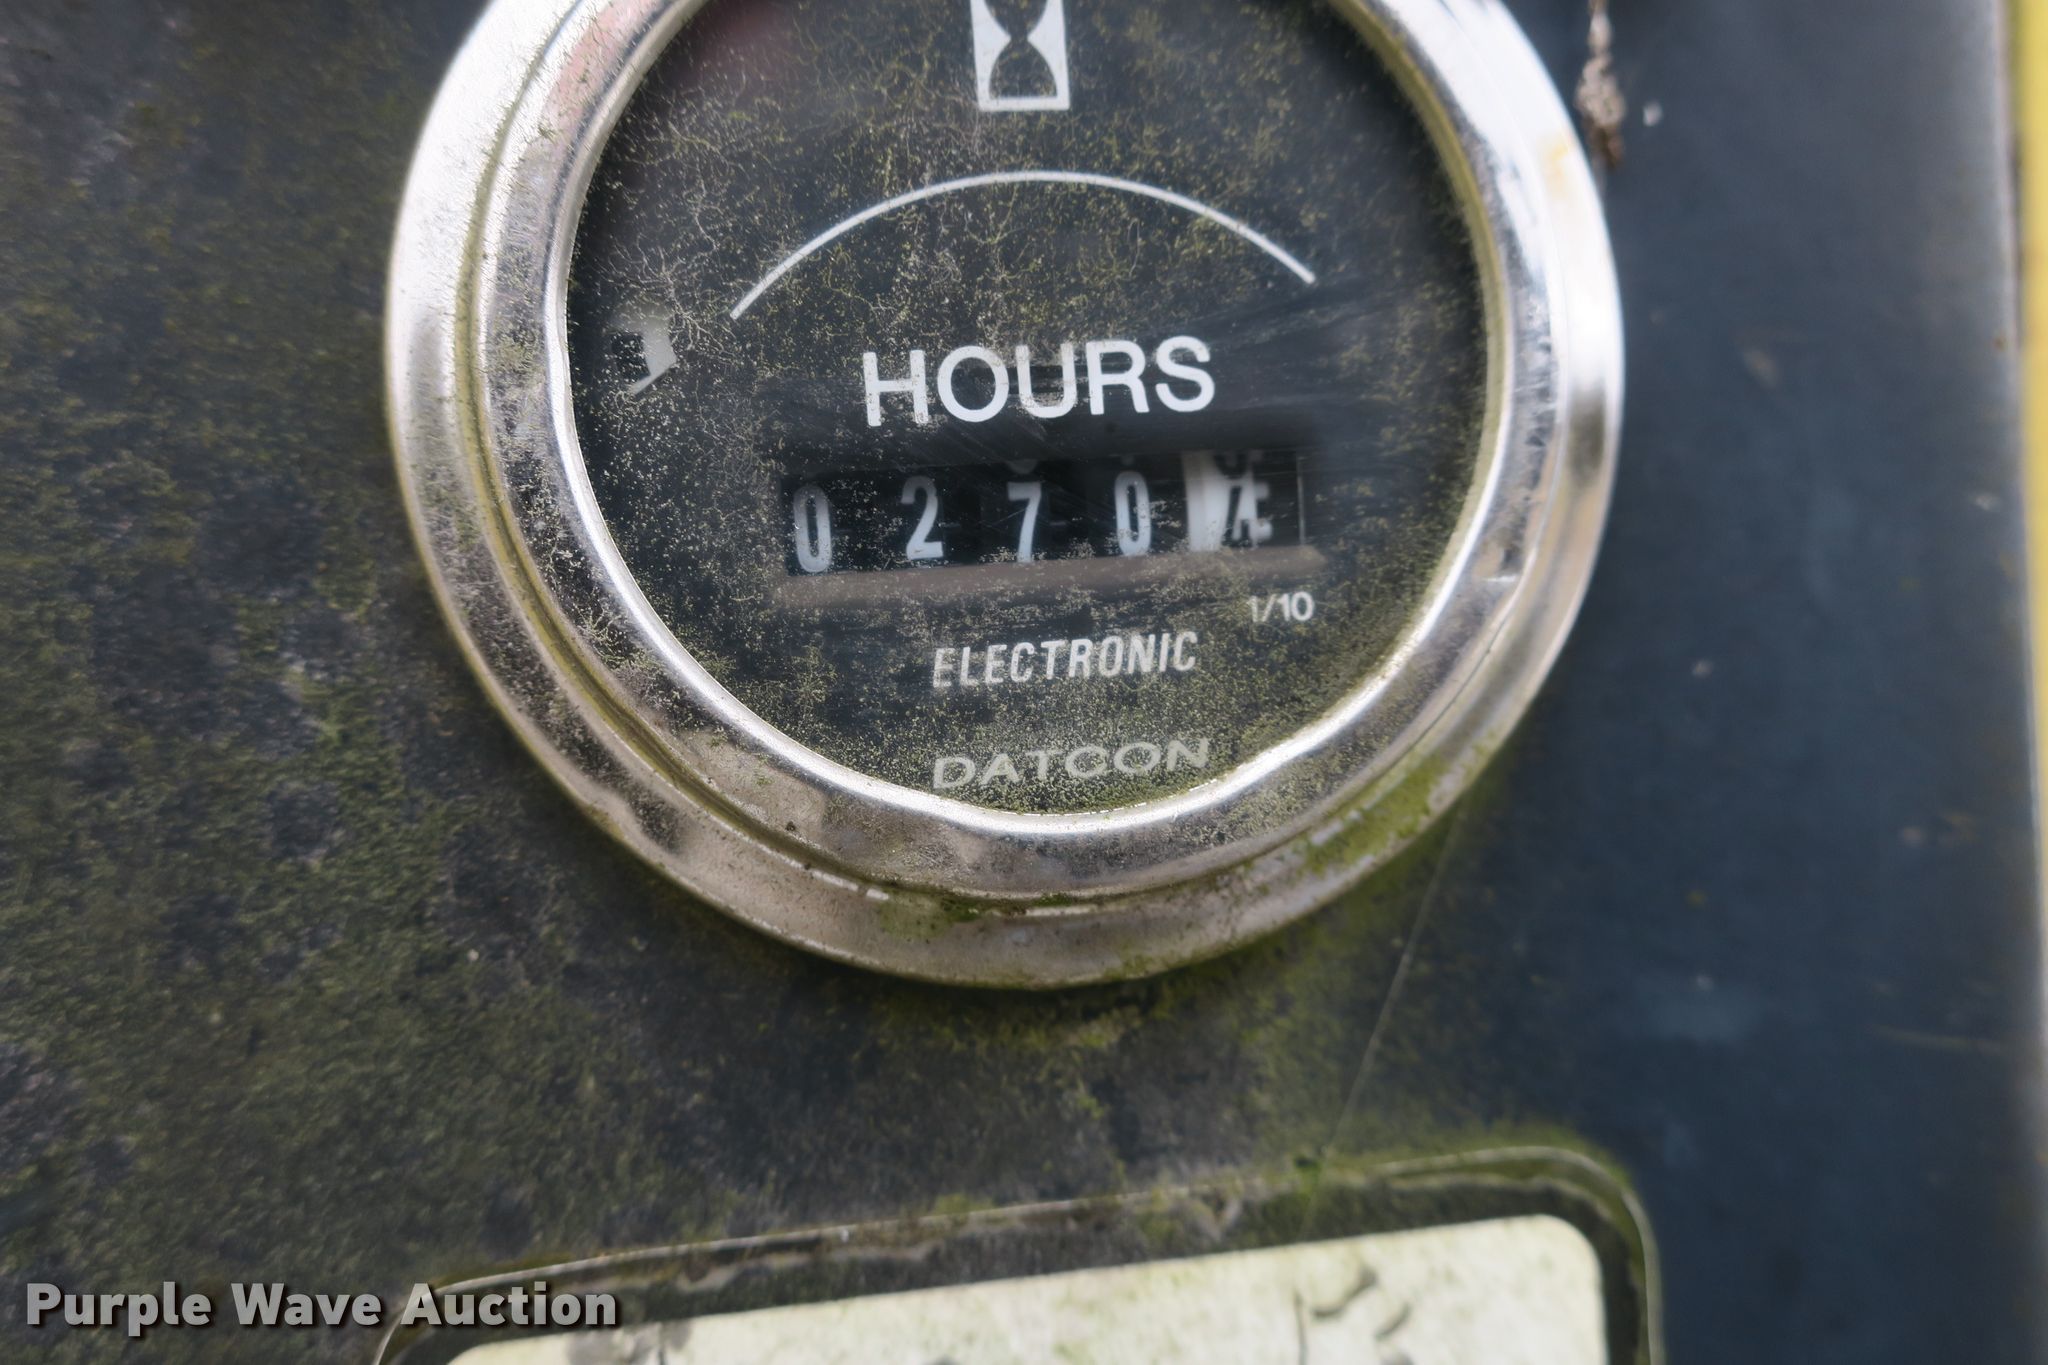 HOURS
0270
1/10
ELECTRONIC
DATCON
Purple Wave Auction